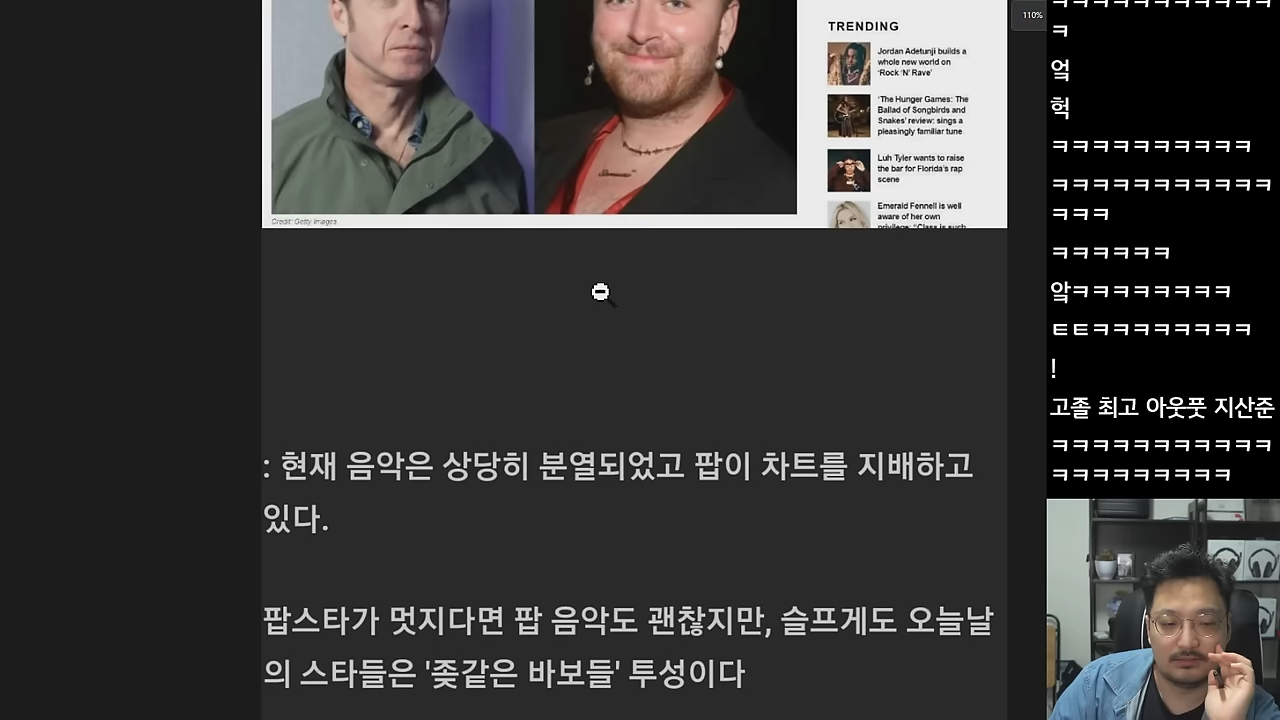 TRENDING
Jordan Adetunji builds a
whole new world on
'Rock 'N' Rave'
'The Hunger Games: The
Ballad of Songbirds and
Snakes' review: sings a
pleasingly familiar tune
Luh Tyler wants to raise
the bar for Florida's rap
scene
Emerald Fennell is well
aware of her own
privilege: "Class is such
Credit: Getty Images
: 현재 음악은 상당히 분열되었고 팝이 차트를 지배하고
있다.
팝스타가 멋지다면 팝 음악도 괜찮지만, 슬프게도 오늘날
의 스타들은 '좆같은 바보들' 투성이다
110%
ㅋㅋㅋㅋㅋㅋㅋㅋㅋㅋㅋ
ㅋ
엌
헉
ㅋㅋㅋㅋㅋㅋㅋㅋㅋㅋ
ㅋㅋㅋㅋㅋㅋㅋㅋㅋㅋㅋ
ㅋㅋㅋ
ㅋㅋㅋㅋㅋㅋ
앜ㅋㅋㅋㅋㅋㅋㅋㅋ
ㅌㅌㅋㅋㅋㅋㅋㅋㅋㅋ
!
고졸 최고 아웃풋 지산준
ㅋㅋㅋㅋㅋㅋㅋㅋㅋㅋㅋ
ㅋㅋㅋㅋㅋㅋㅋㅋㅋ